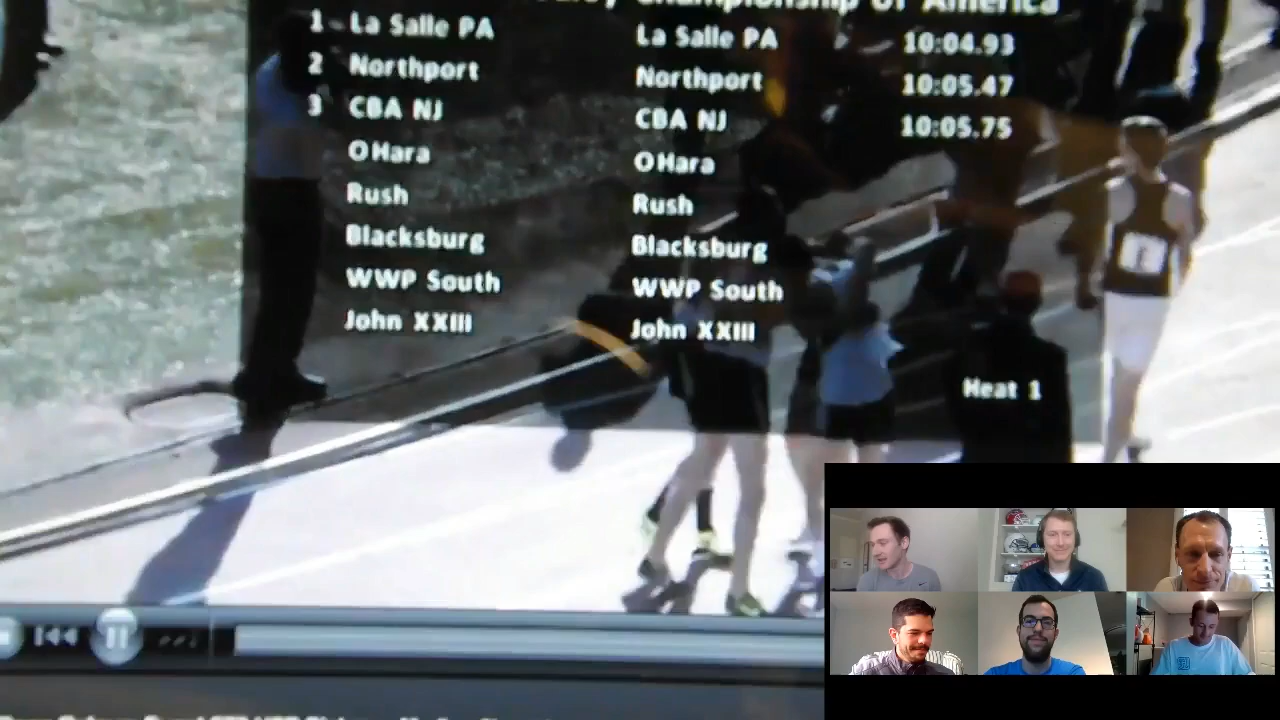 Championship of America
1 La Salle PA La Salle PA 10:04.93
2 Northport Northport 10:05.47
3 CBA NJ CBA NJ 10:05.75
OHara OHara
Rush Rush
Blacksburg Blacksburg
WWP South WWP South
John XXIII John XXIII
Heat 1